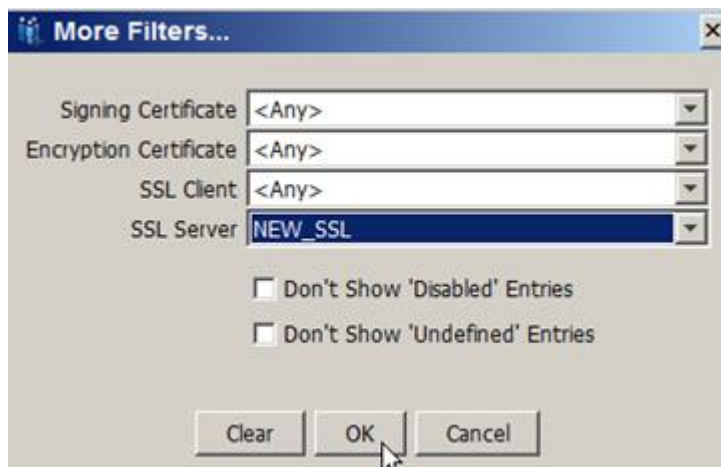 More Filters...
Signing Certificate <Any>
Encryption Certificate <Any>
SSL Client <Any>
SSL Server NEW_SSL
Don't Show 'Disabled' Entries
Don't Show 'Undefined' Entries
Clear OK Cancel